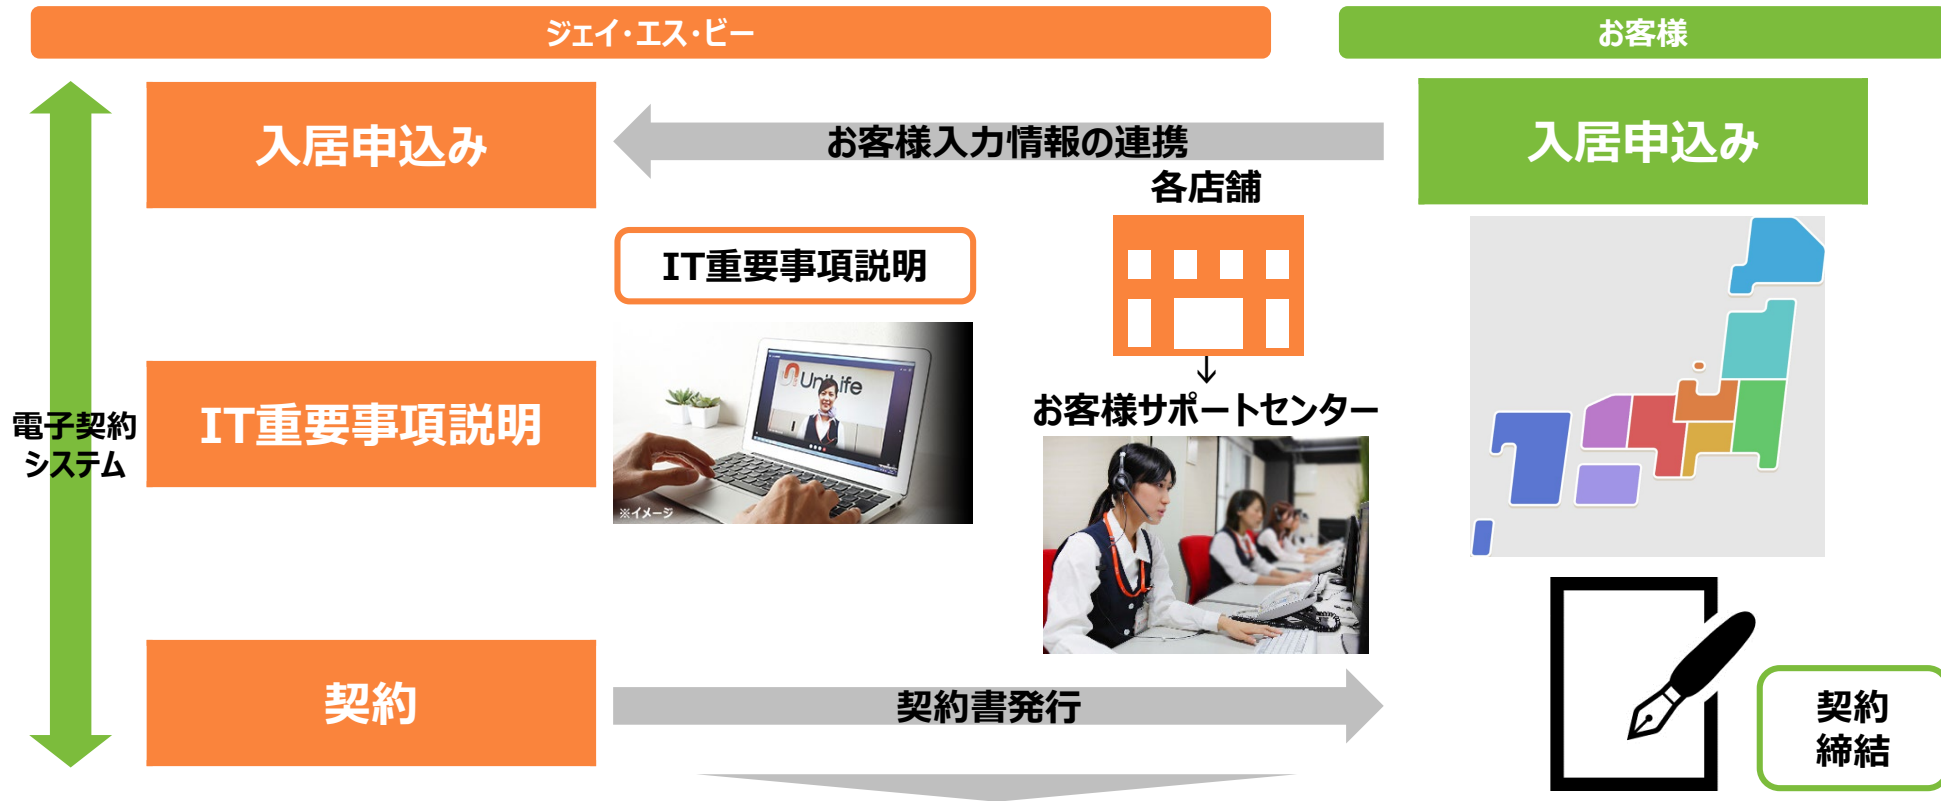 ジェイ・エス・ビー
お客様
入居申込み
お客様入力情報の連携
入居申込み
各店舗
IT重要事項説明
電子契約
システム
IT重要事項説明
UniLife
※イメージ
お客様サポートセンター
契約
契約書発行
契約
締結